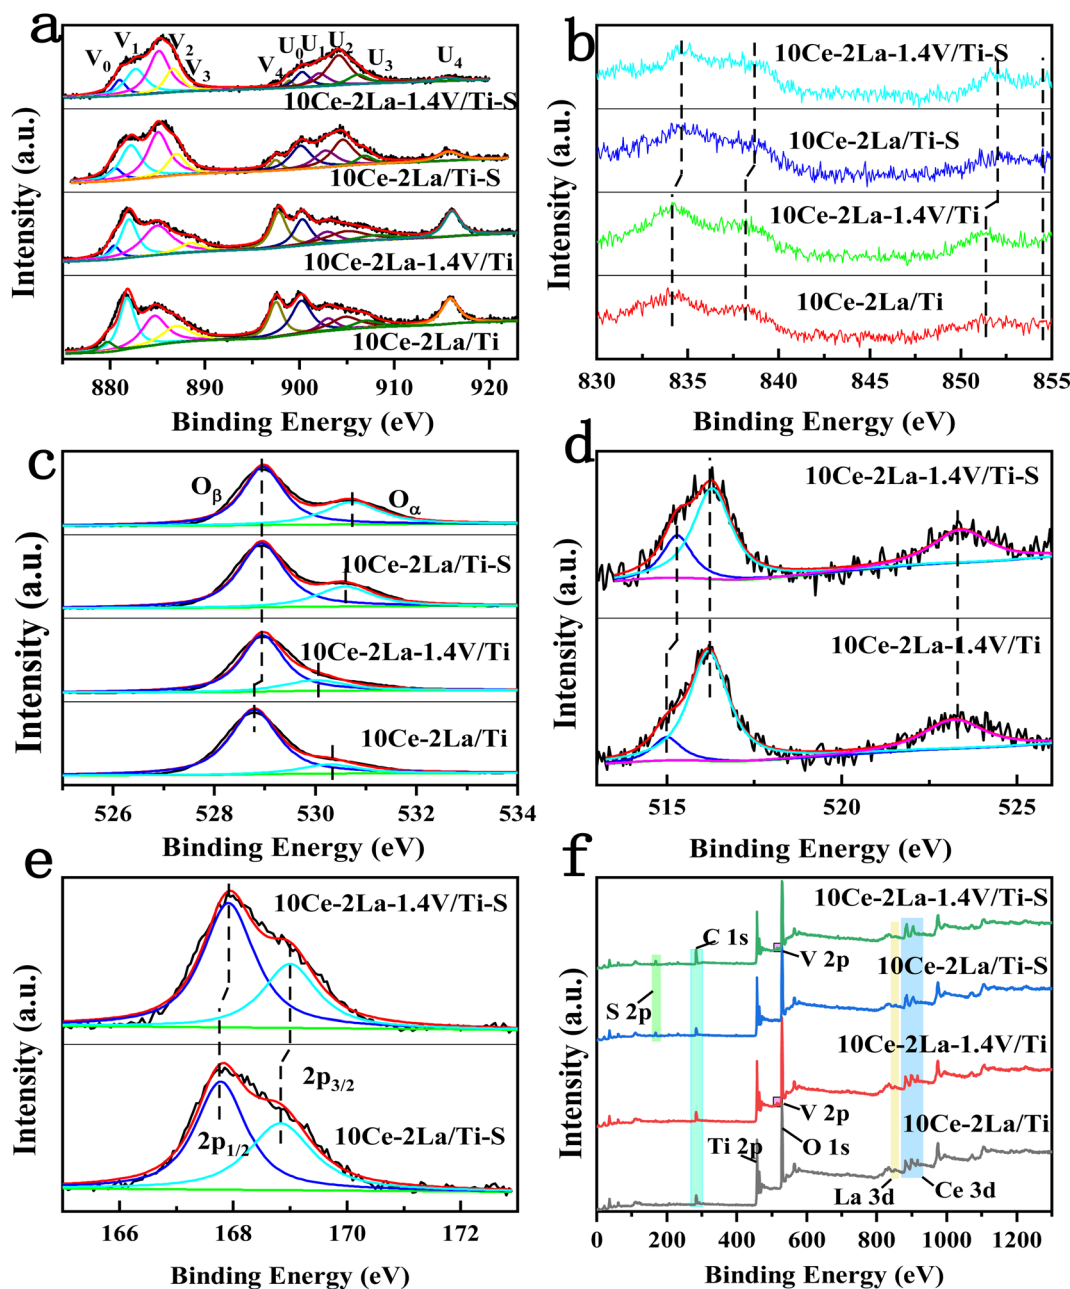 a
V₀ V₁ V₂ V₃ V₄ U₀ U₁ U₂ U₃ U₄
10Ce-2La-1.4V/Ti-S
10Ce-2La/Ti-S
10Ce-2La-1.4V/Ti
10Ce-2La/Ti
Intensity (a.u.)
880 890 900 910 920
Binding Energy (eV)
b
10Ce-2La-1.4V/Ti-S
10Ce-2La/Ti-S
10Ce-2La-1.4V/Ti
10Ce-2La/Ti
Intensity (a.u.)
830 835 840 845 850 855
Binding Energy (eV)
c
Oβ Oα
10Ce-2La/Ti-S
10Ce-2La-1.4V/Ti
10Ce-2La/Ti
Intensity (a.u.)
526 528 530 532 534
Binding Energy (eV)
d
10Ce-2La-1.4V/Ti-S
10Ce-2La-1.4V/Ti
Intensity (a.u.)
515 520 525
Binding Energy (eV)
e
10Ce-2La-1.4V/Ti-S
2p₃/₂
2p₁/₂
10Ce-2La/Ti-S
Intensity (a.u.)
166 168 170 172
Binding Energy (eV)
f
10Ce-2La-1.4V/Ti-S
C 1s
V 2p
10Ce-2La/Ti-S
S 2p
10Ce-2La-1.4V/Ti
V 2p
10Ce-2La/Ti
Ti 2p
O 1s
La 3d
Ce 3d
Intensity (a.u.)
0 200 400 600 800 1000 1200
Binding Energy (eV)